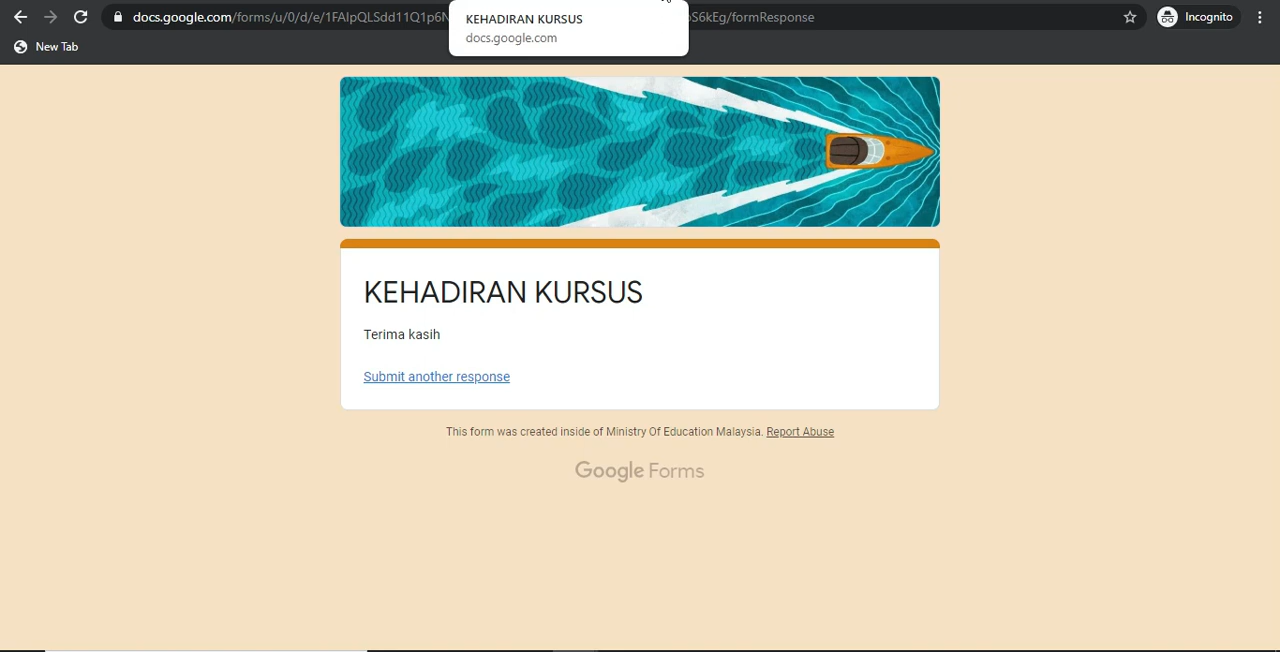 docs.google.com/forms/u/0/d/e/1FAIpQLSdd11Q1p6N
S6kEg/formResponse
Incognito
KEHADIRAN KURSUS
docs.google.com
New Tab
KEHADIRAN KURSUS
Terima kasih
Submit another response
This form was created inside of Ministry Of Education Malaysia. Report Abuse
Google Forms